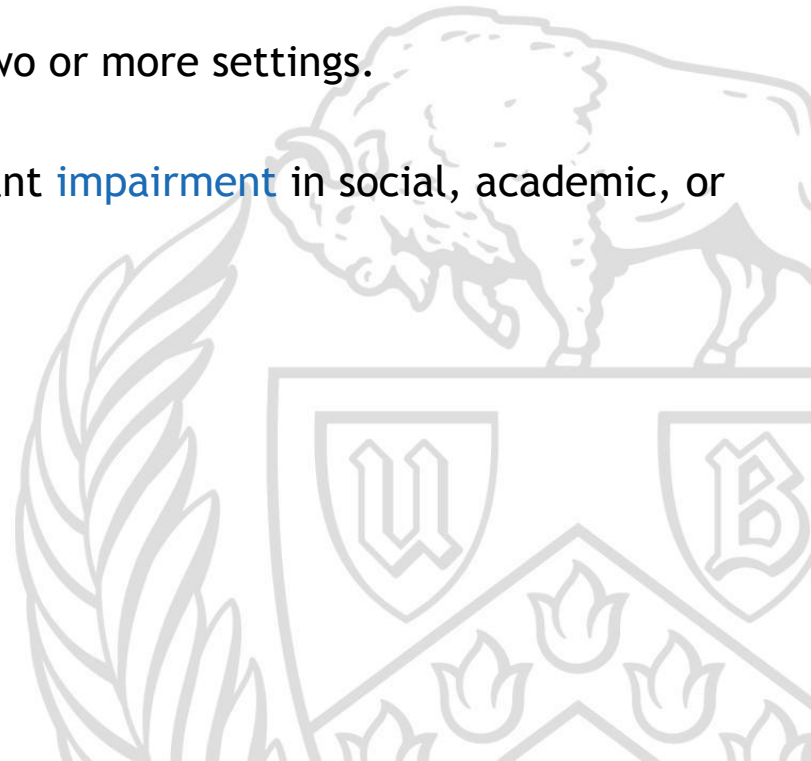 wo or more settings.
nt impairment in social, academic, or
U B